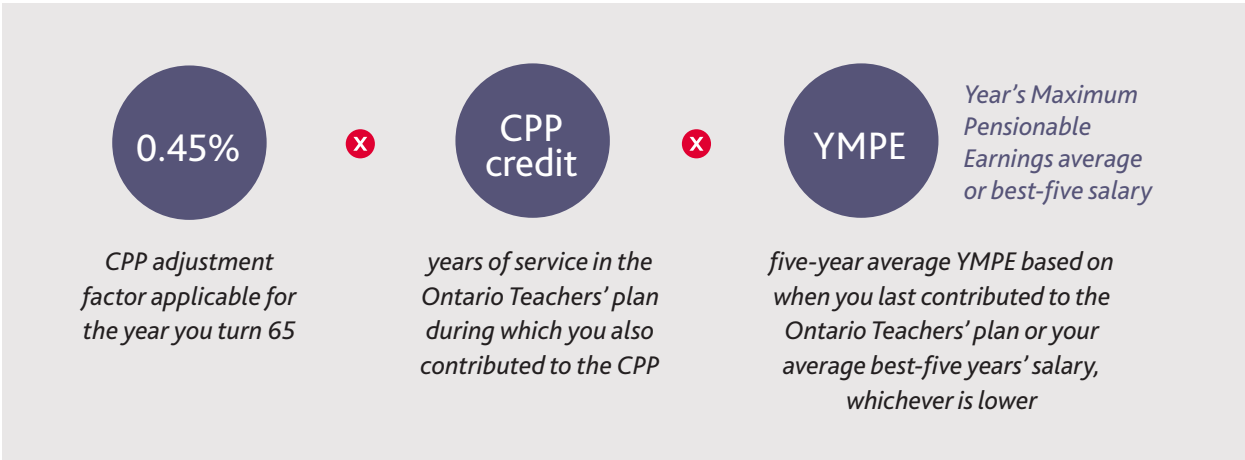 0.45%
X
CPP
credit
X
YMPE
Year’s Maximum
Pensionable
Earnings average
or best-five salary
CPP adjustment
factor applicable for
the year you turn 65
years of service in the
Ontario Teachers’ plan
during which you also
contributed to the CPP
five-year average YMPE based on
when you last contributed to the
Ontario Teachers’ plan or your
average best-five years’ salary,
whichever is lower